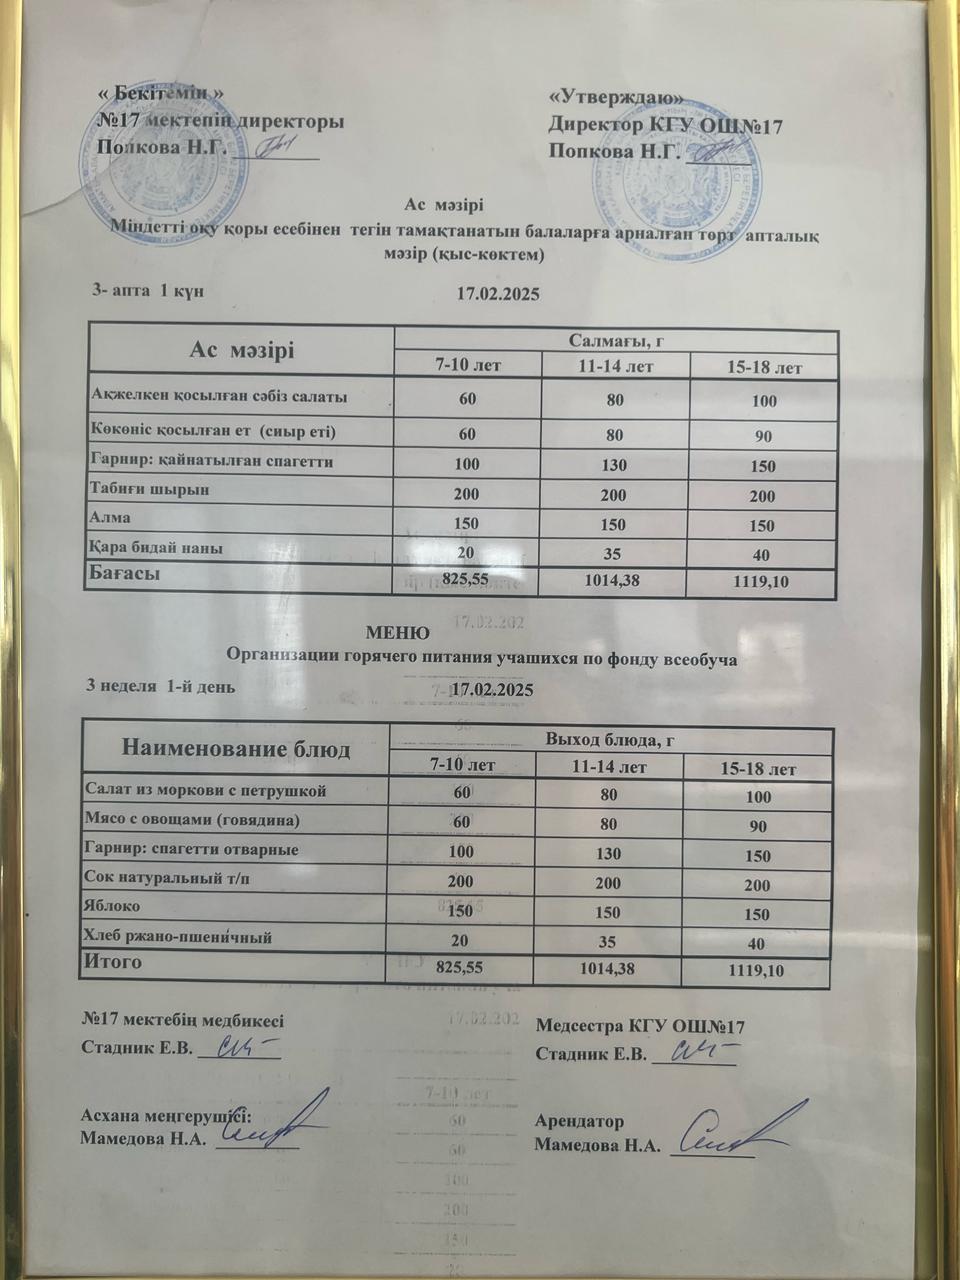 « Бекітемін »
№17 мектепің директоры
Попкова Н.Г.
«Утверждаю»
Директор КГУ ОШ№17
Попкова Н.Г.
Ас мәзірі
Міндетті оқу қоры есебінен тегін тамақтанатын балаларға арналған төрт апталық
мәзір (қыс-көктем)
3- апта 1 күн 17.02.2025
Ас мәзірі Салмағы, г
7-10 лет 11-14 лет 15-18 лет
Ақжелкен қосылған сәбіз салаты 60 80 100
Көкөніс қосылған ет (сиыр еті) 60 80 90
Гарнир: қайнатылған спагетти 100 130 150
Табиғи шырын 200 200 200
Алма 150 150 150
Қара бидай наны 20 35 40
Бағасы 825,55 1014,38 1119,10
МЕНЮ
Организации горячего питания учашихся по фонду всеобуча
3 неделя 1-й день 17.02.2025
Наименование блюд Выход блюда, г
7-10 лет 11-14 лет 15-18 лет
Салат из моркови с петрушкой 60 80 100
Мясо с овощами (говядина) 60 80 90
Гарнир: спагетти отварные 100 130 150
Сок натуральный т/п 200 200 200
Яблоко 150 150 150
Хлеб ржано-пшеничный 20 35 40
Итого 825,55 1014,38 1119,10
№17 мектебің медбикесі
Стадник Е.В.
Медсестра КГУ ОШ№17
Стадник Е.В.
Асхана меңгерушісі:
Мамедова Н.А.
Арендатор
Мамедова Н.А.